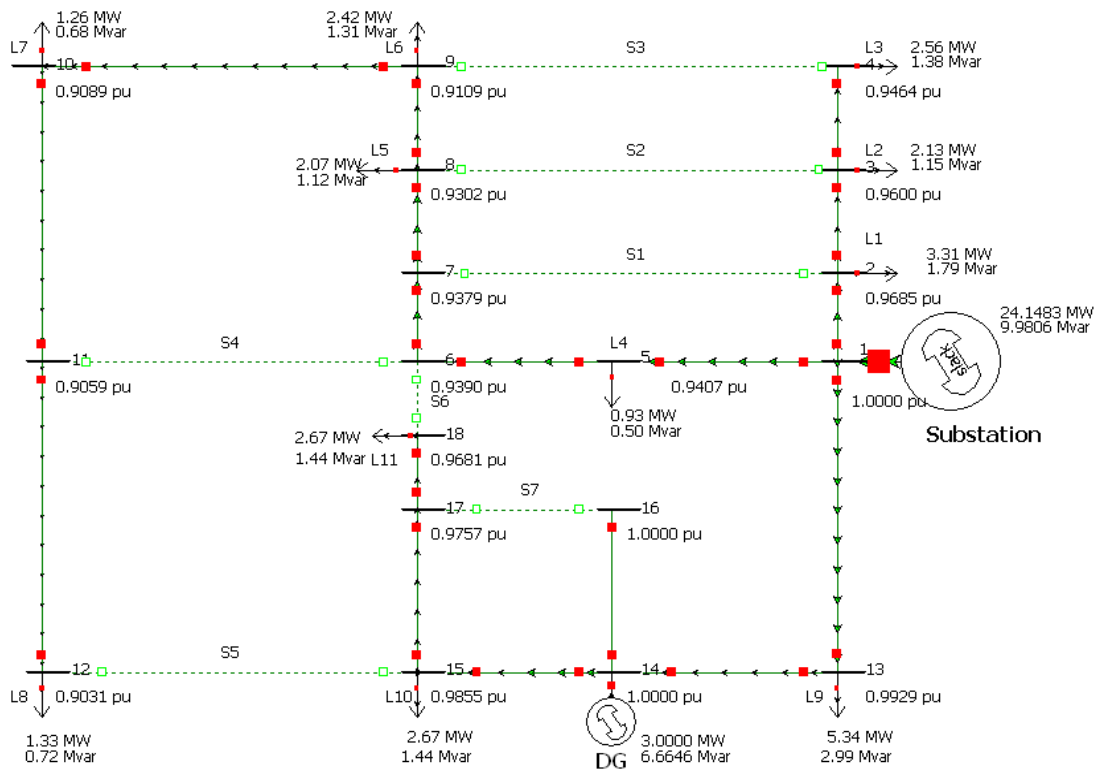 1.26 MW
0.68 Mvar
L7
10
0.9089 pu
2.42 MW
1.31 Mvar
L6
9
0.9109 pu
S3
L3
4
2.56 MW
1.38 Mvar
0.9464 pu
L5
2.07 MW
1.12 Mvar
8
0.9302 pu
S2
L2
3
2.13 MW
1.15 Mvar
0.9600 pu
7
0.9379 pu
S1
L1
2
3.31 MW
1.79 Mvar
0.9685 pu
24.1483 MW
9.9806 Mvar
slack
Substation
11
0.9059 pu
S4
6
0.9390 pu
L4
5
0.9407 pu
1
1.0000 pu
0.93 MW
0.50 Mvar
S6
2.67 MW
1.44 Mvar
L11
18
0.9681 pu
17
0.9757 pu
S7
16
1.0000 pu
12
L8
0.9031 pu
S5
15
L10
0.9855 pu
14
1.0000 pu
13
L9
0.9929 pu
1.33 MW
0.72 Mvar
2.67 MW
1.44 Mvar
DG
3.0000 MW
6.6646 Mvar
5.34 MW
2.99 Mvar